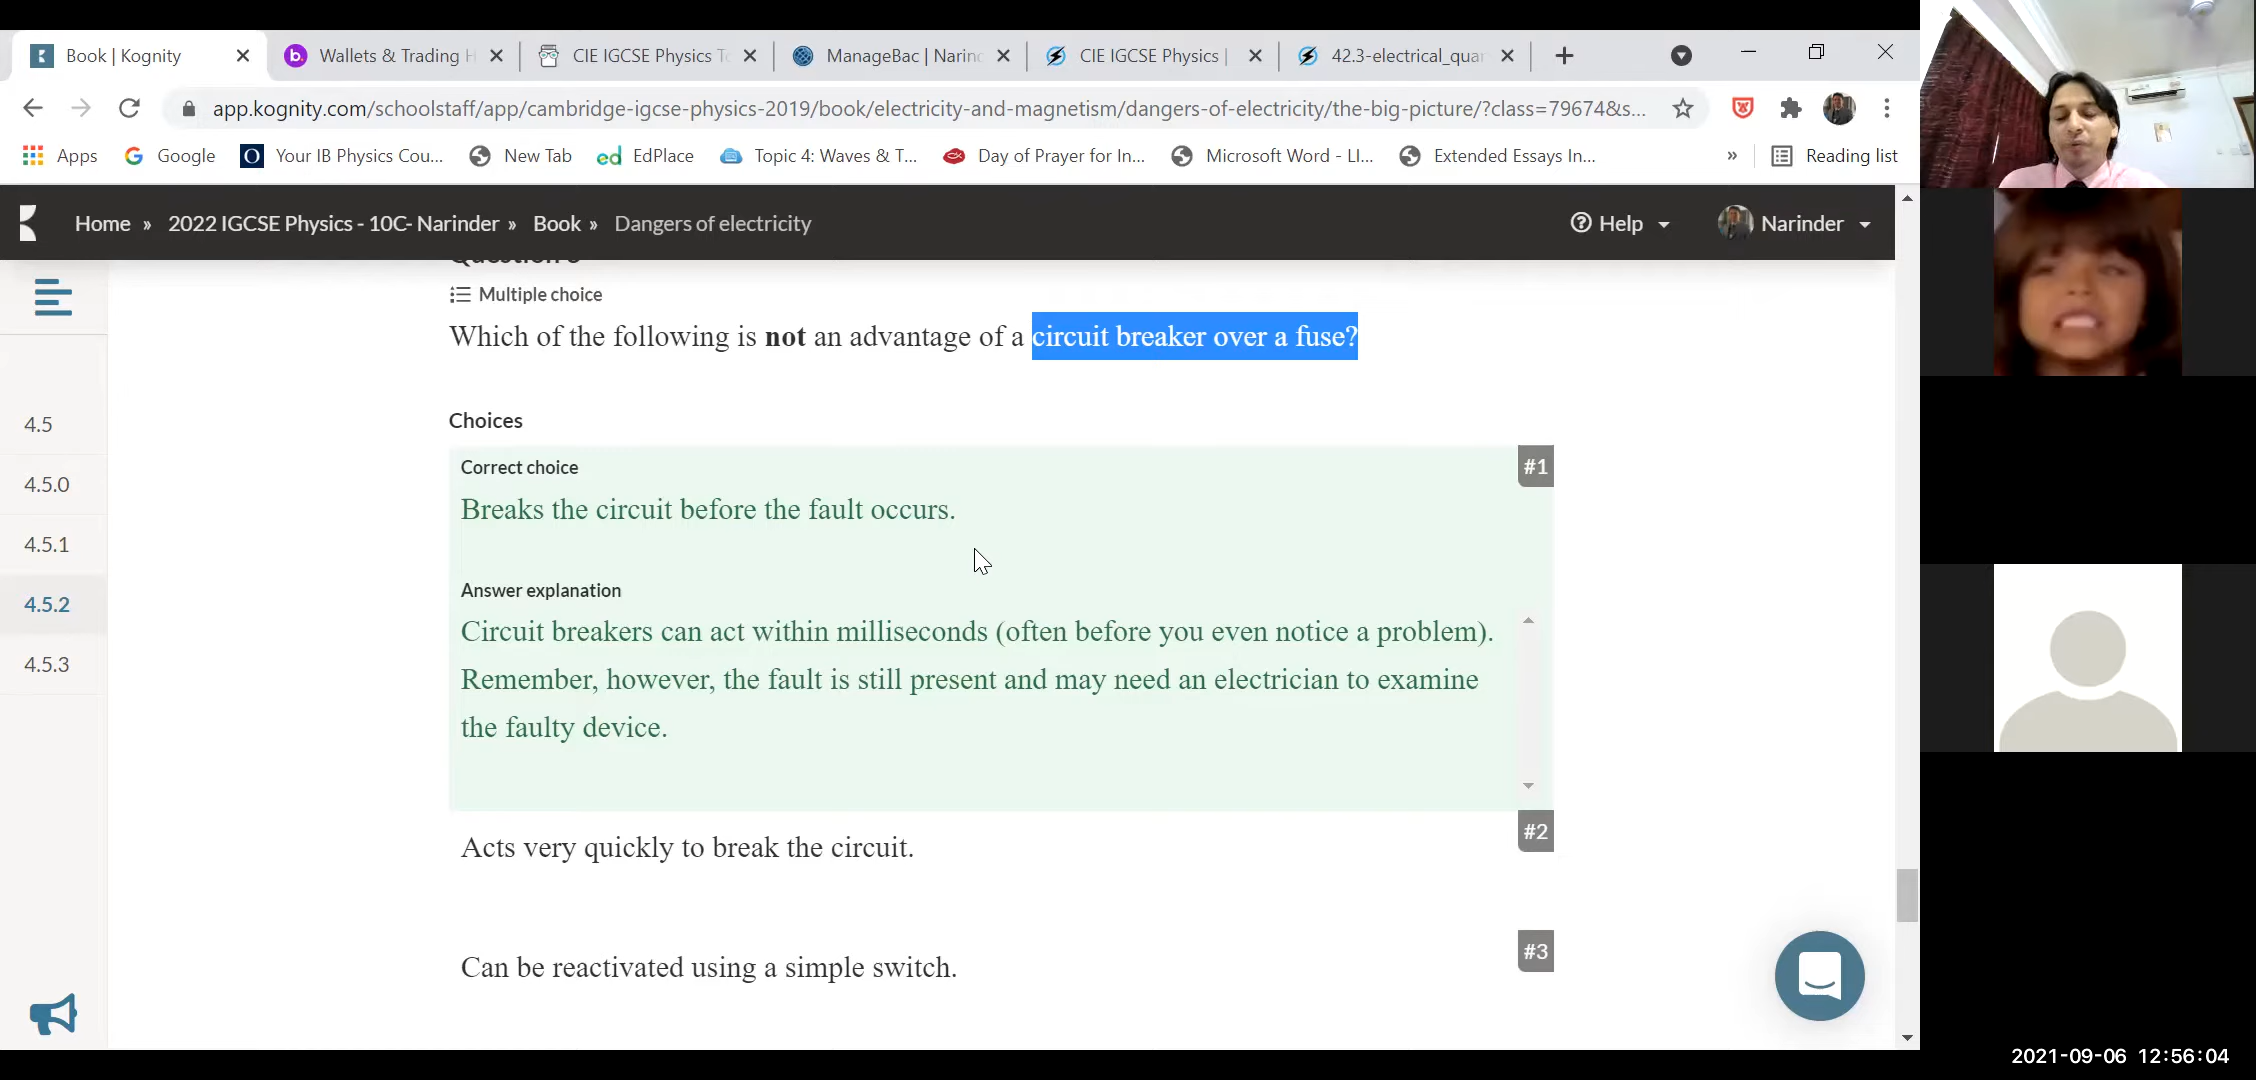 Book | Kognity
Wallets & Trading H
CIE IGCSE Physics To
ManageBac | Narind
CIE IGCSE Physics |
42.3-electrical_quan
app.kognity.com/schoolstaff/app/cambridge-igcse-physics-2019/book/electricity-and-magnetism/dangers-of-electricity/the-big-picture/?class=79674&s...
Apps
Google
Your IB Physics Cou...
New Tab
EdPlace
Topic 4: Waves & T...
Day of Prayer for In...
Microsoft Word - LI...
Extended Essays In...
»
Reading list
Home » 2022 IGCSE Physics - 10C- Narinder » Book » Dangers of electricity
Help
Narinder
Multiple choice
Which of the following is not an advantage of a circuit breaker over a fuse?
4.5
4.5.0
4.5.1
4.5.2
4.5.3
Choices
Correct choice
#1
Breaks the circuit before the fault occurs.
Answer explanation
Circuit breakers can act within milliseconds (often before you even notice a problem).
Remember, however, the fault is still present and may need an electrician to examine
the faulty device.
#2
Acts very quickly to break the circuit.
#3
Can be reactivated using a simple switch.
2021-09-06 12:56:04